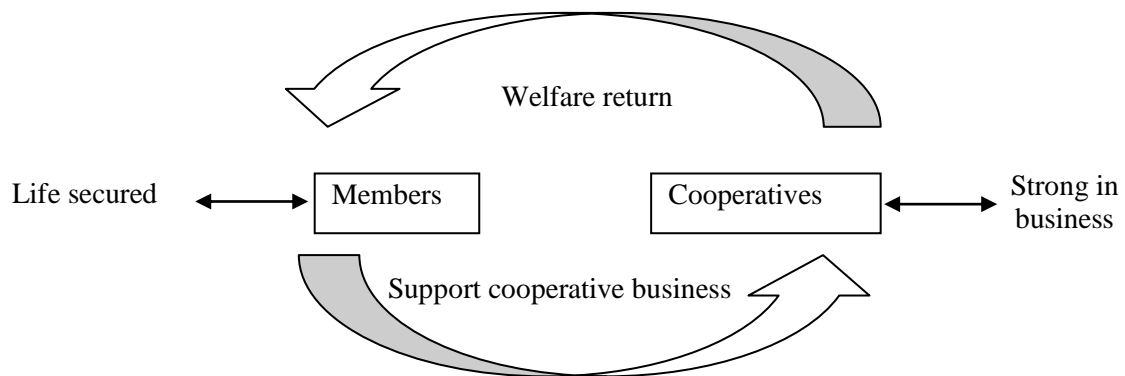 Welfare return
Life secured
Members
Cooperatives
Strong in
business
Support cooperative business